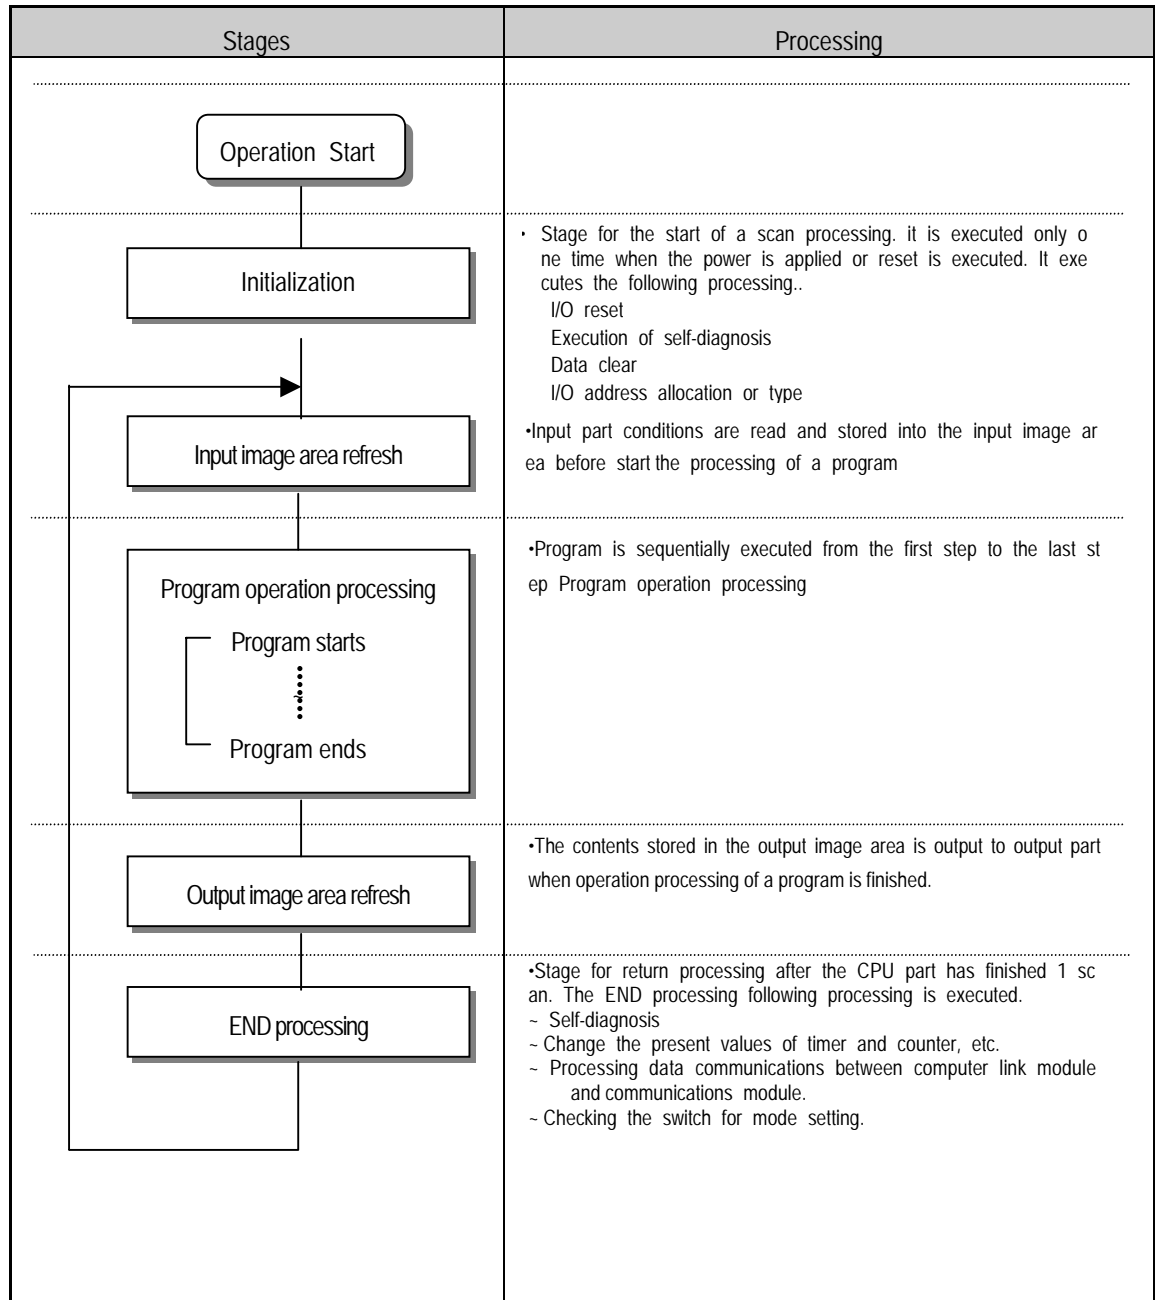 Stages
Processing
Operation Start
Initialization
· Stage for the start of a scan processing. it is executed only o
ne time when the power is applied or reset is executed. It exe
cutes the following processing..
I/O reset
Execution of self-diagnosis
Data clear
I/O address allocation or type
Input image area refresh
•Input part conditions are read and stored into the input image ar
ea before start the processing of a program
Program operation processing
Program starts
~
Program ends
•Program is sequentially executed from the first step to the last st
ep Program operation processing
Output image area refresh
•The contents stored in the output image area is output to output part
when operation processing of a program is finished.
END processing
•Stage for return processing after the CPU part has finished 1 sc
an. The END processing following processing is executed.
~ Self-diagnosis
~ Change the present values of timer and counter, etc.
~ Processing data communications between computer link module
and communications module.
~ Checking the switch for mode setting.